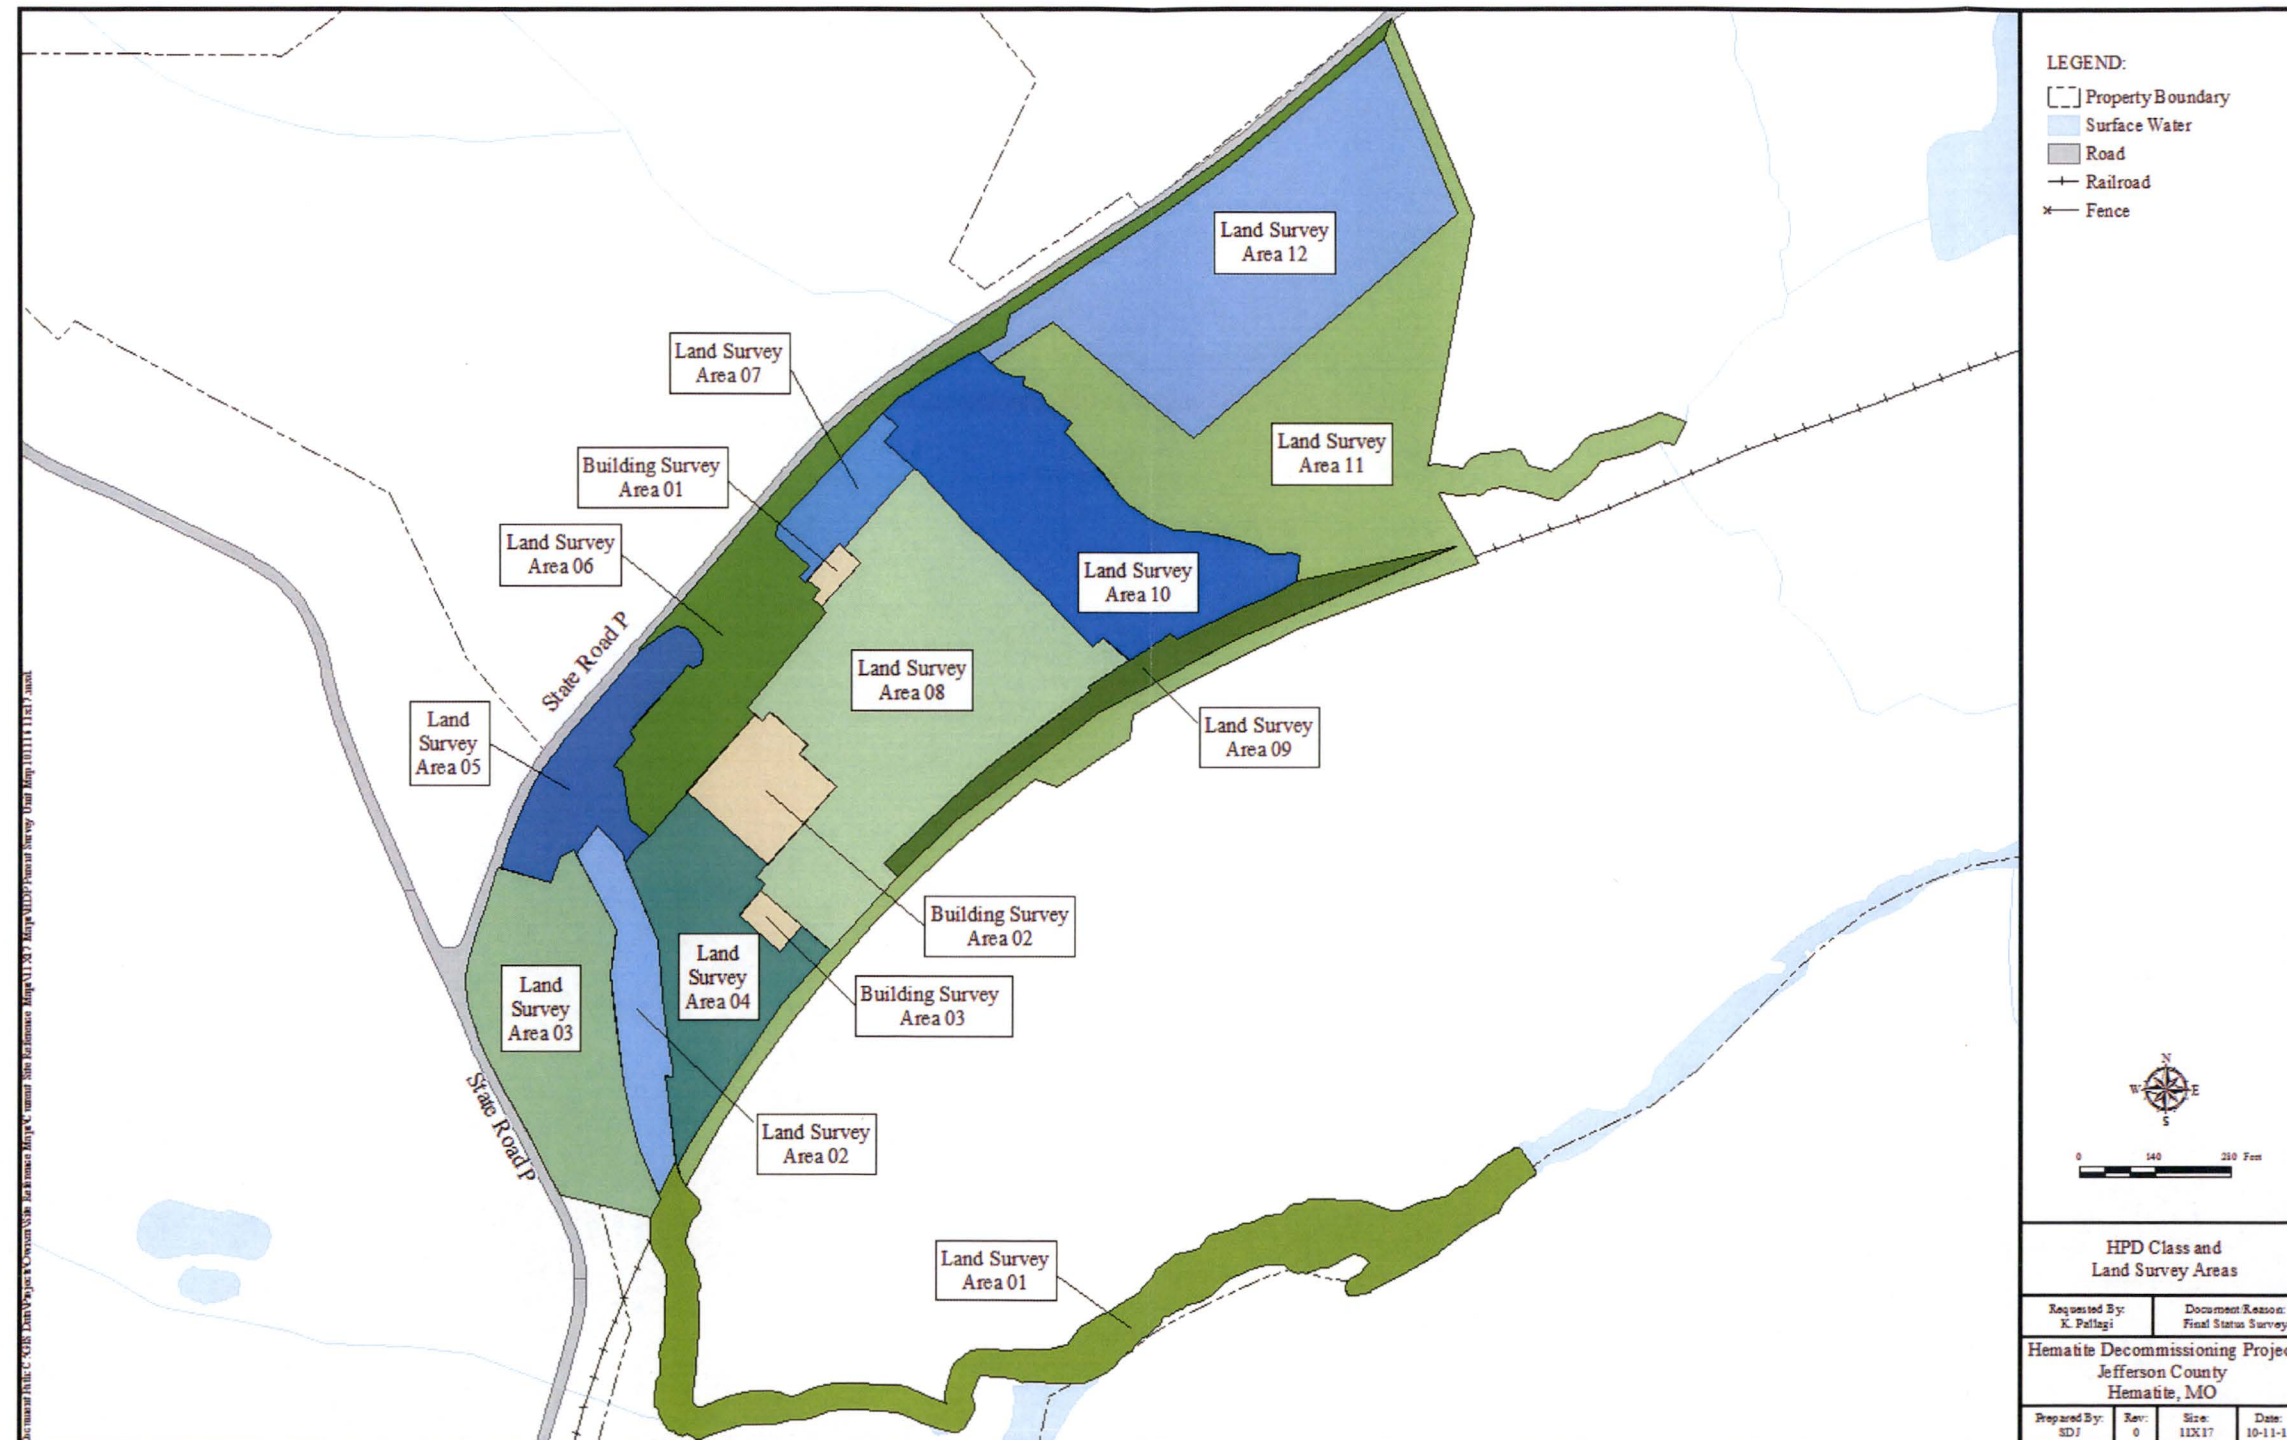 Land Survey
Area 12
Land Survey
Area 07
Building Survey
Area 01
Land Survey
Area 06
Land Survey
Area 11
Land Survey
Area 10
State Road P
Land Survey
Area 08
Land
Survey
Area 05
Land Survey
Area 09
Building Survey
Area 02
Land
Survey
Area 04
Land
Survey
Area 03
Building Survey
Area 03
State Road P
Land Survey
Area 02
Land Survey
Area 01
LEGEND:
Property Boundary
Surface Water
Road
Railroad
Fence
N
W E
S
0 140 280 Feet
HPD Class and
Land Survey Areas
Requested By:
K. Pallagi
Document/Reason:
Final Status Survey
Hematite Decommissioning Projec
Jefferson County
Hematite, MO
Prepared By:
SDJ
Rev:
0
Size:
11X17
Date:
10-11-1